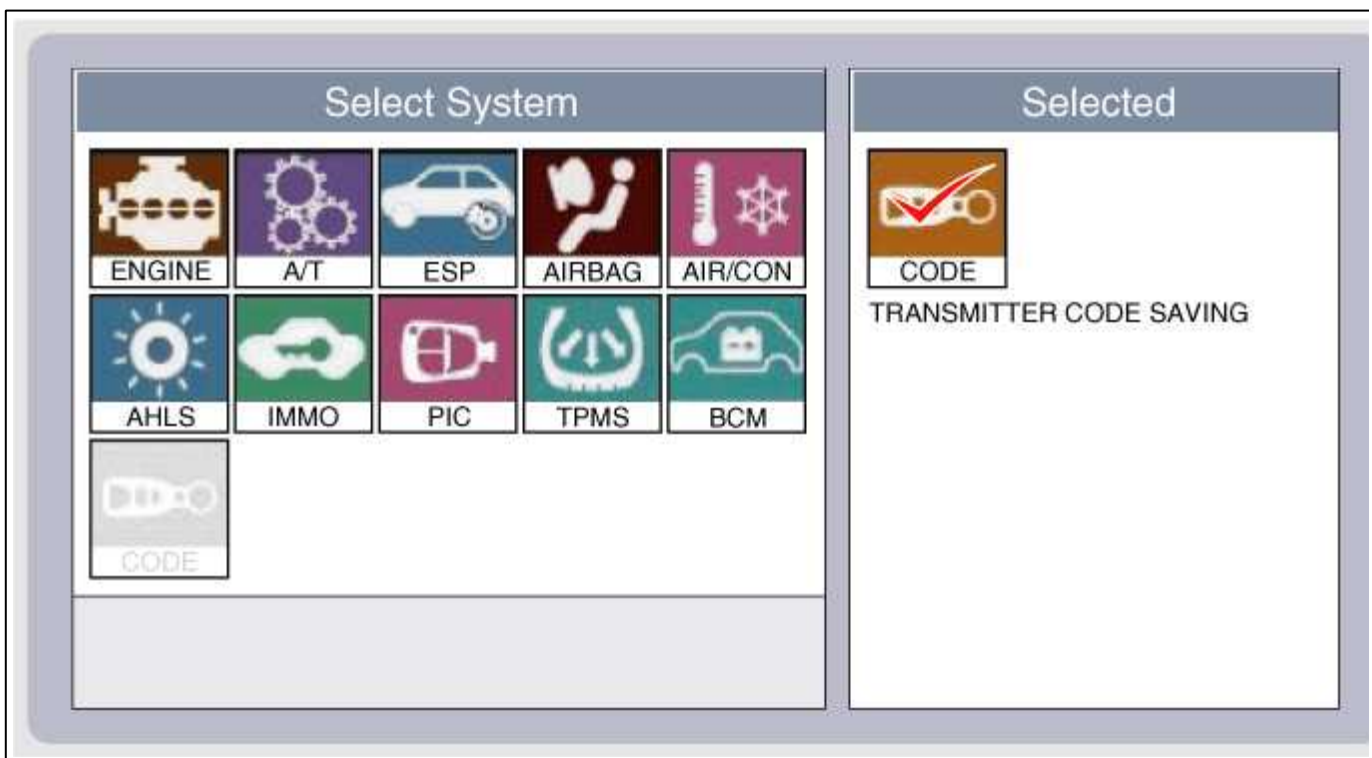 Select System
Selected
ENGINE
A/T
ESP
AIRBAG
AIR/CON
AHLS
IMMO
PIC
TPMS
BCM
CODE
CODE
TRANSMITTER CODE SAVING